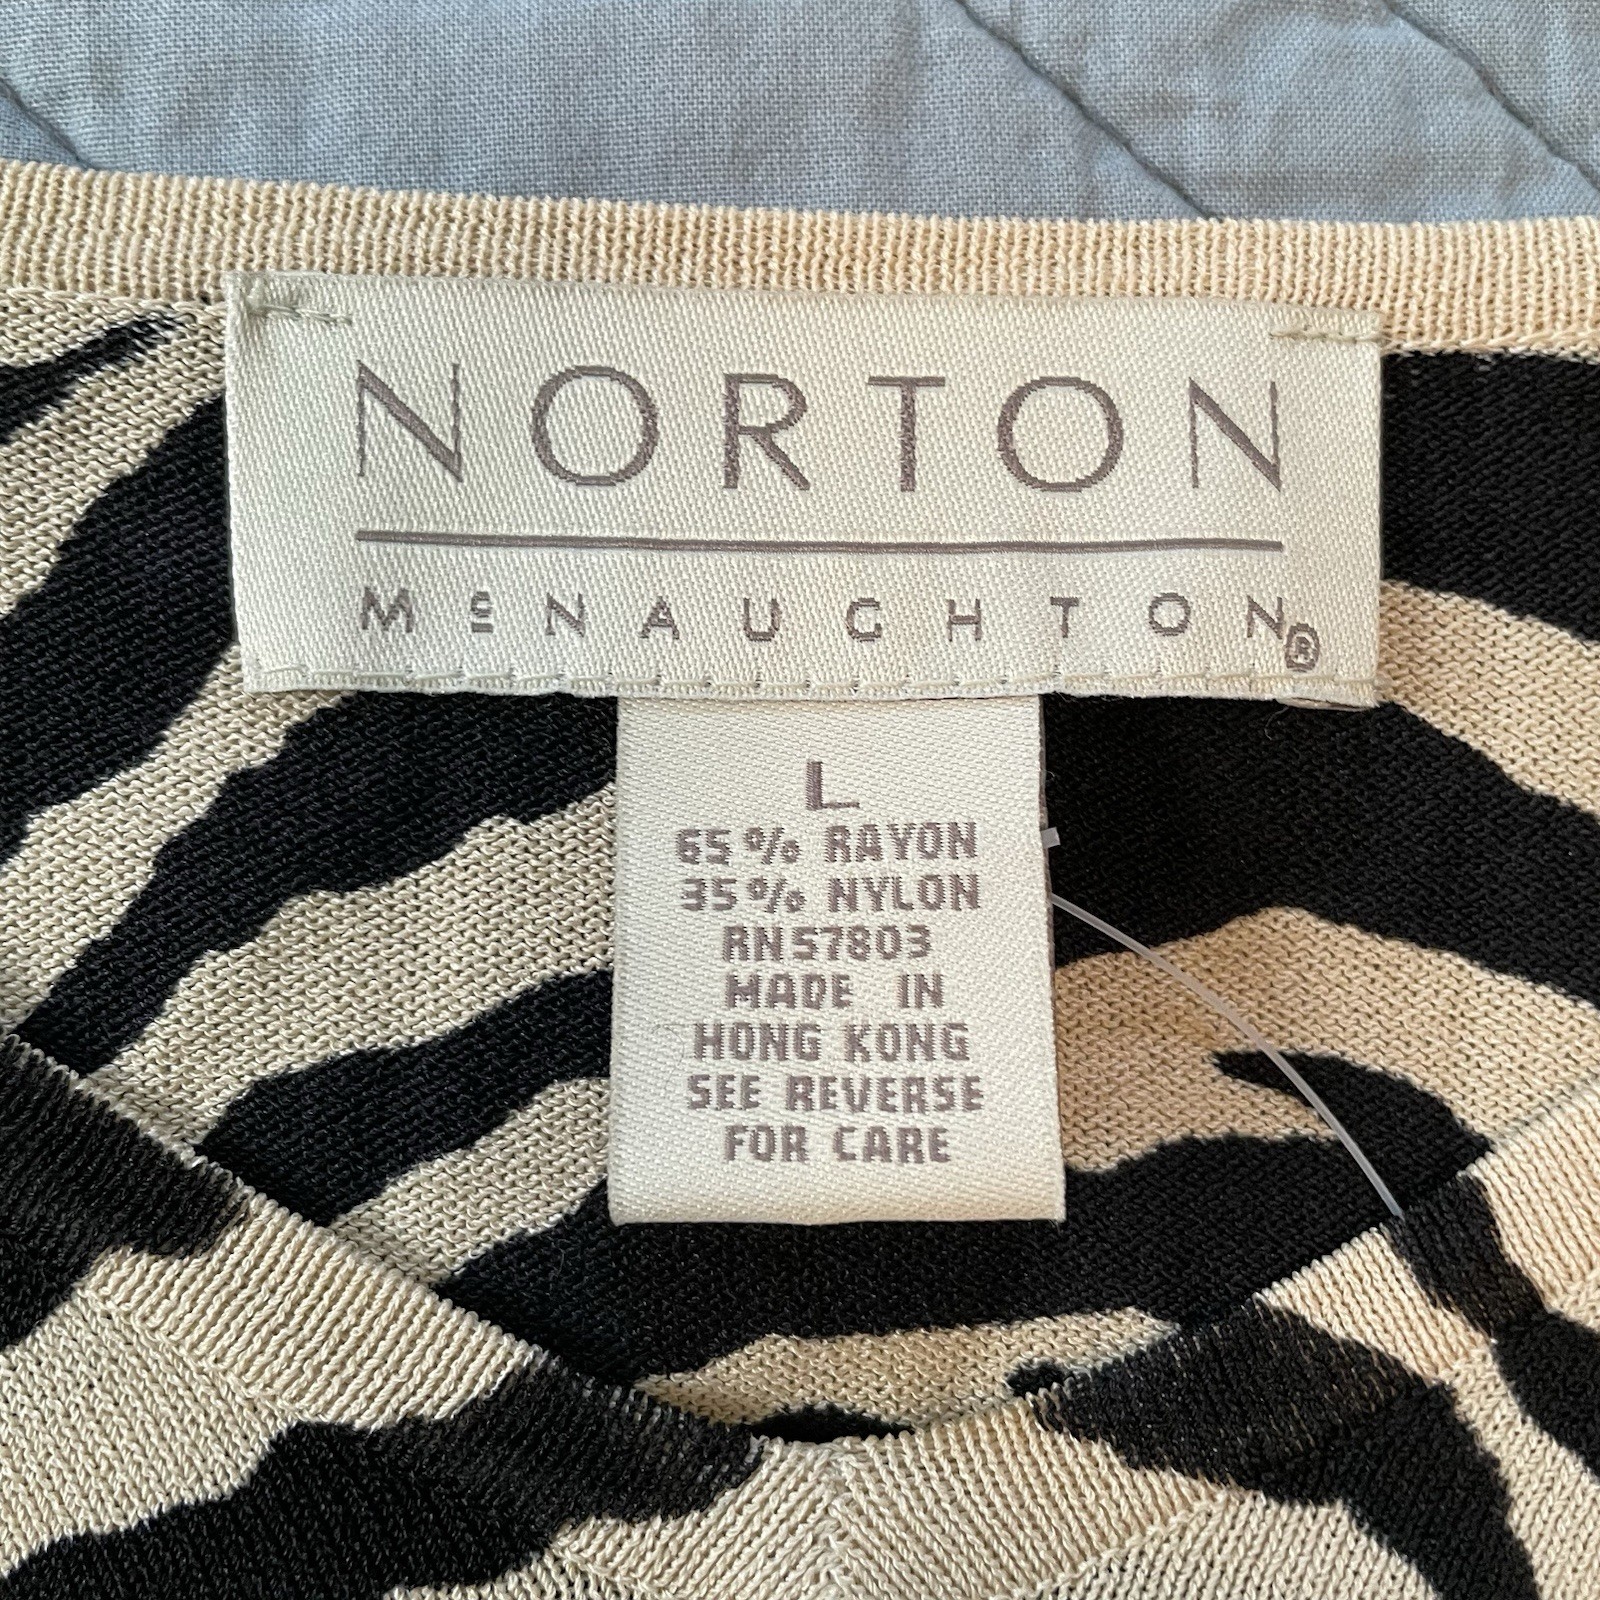 NORTON
McNAUGHTON®
L
65% RAYON
35% NYLON
RN57803
MADE IN
HONG KONG
SEE REVERSE
FOR CARE